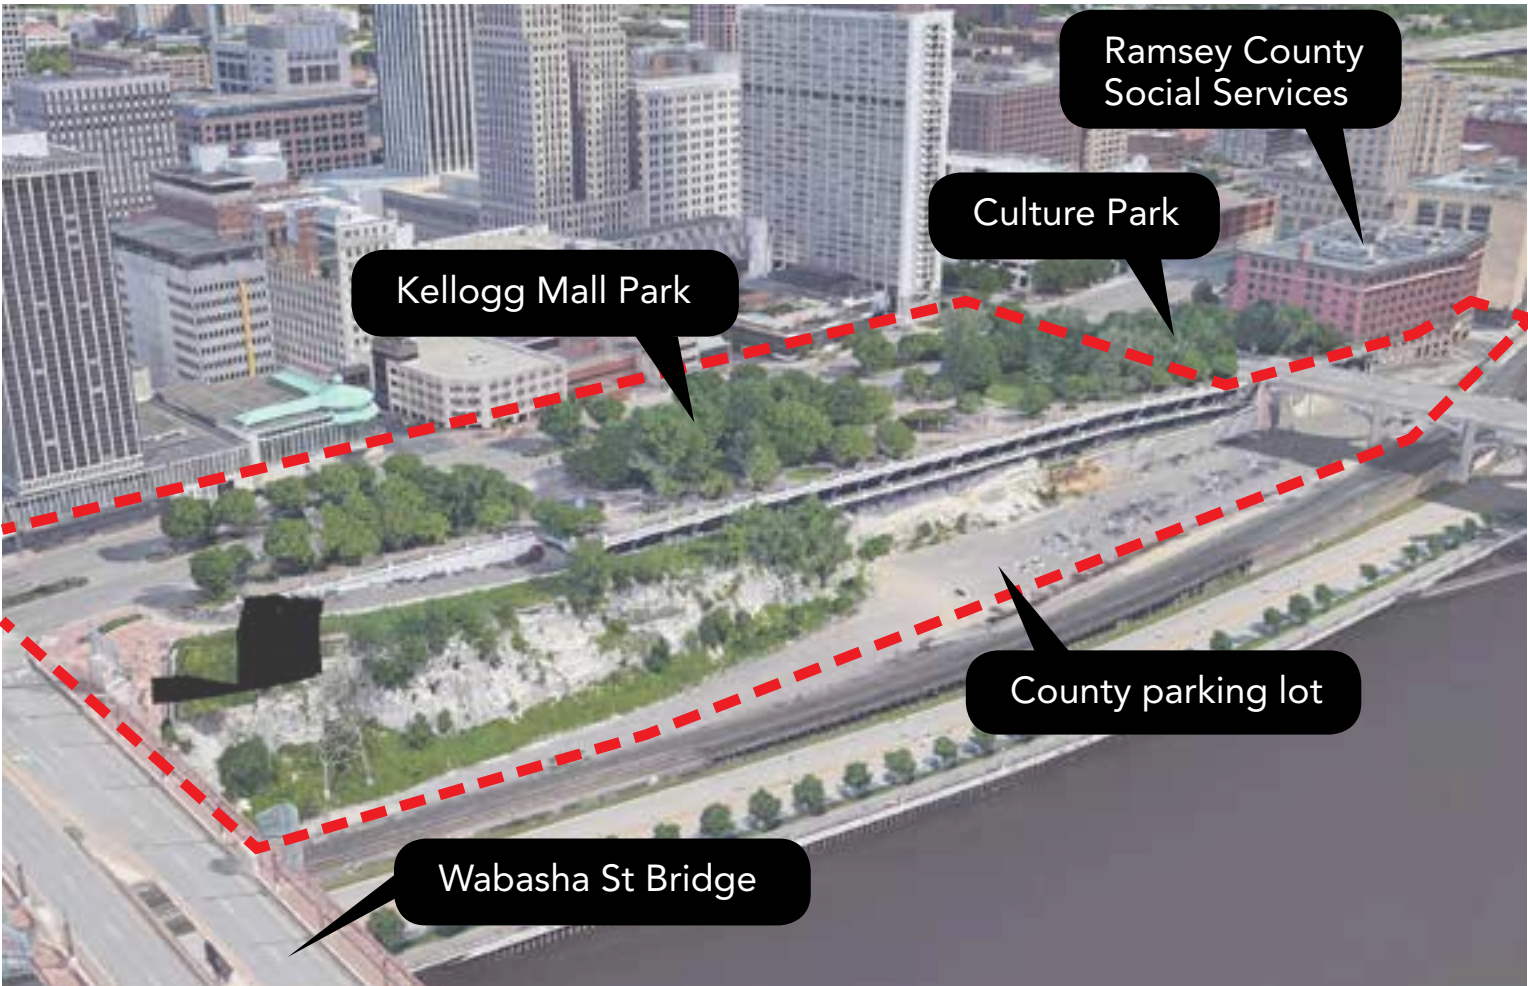 Ramsey County
Social Services
Culture Park
Kellogg Mall Park
County parking lot
Wabasha St Bridge